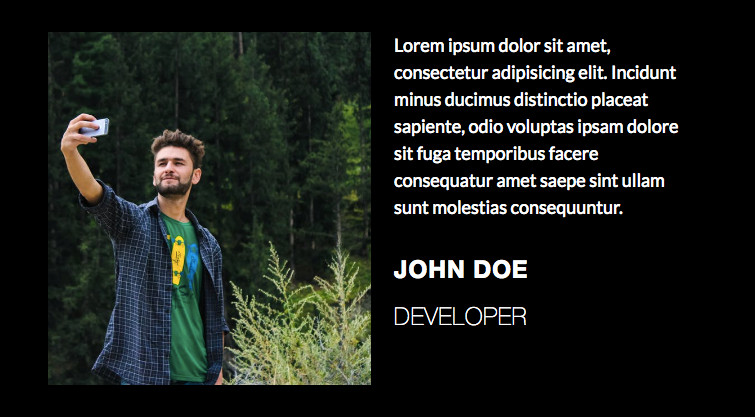 Lorem ipsum dolor sit amet,
consectetur adipisicing elit. Incidunt
minus ducimus distinctio placeat
sapiente, odio voluptas ipsam dolore
sit fuga temporibus facere
consequatur amet saepe sint ullam
sunt molestias consequuntur.
JOHN DOE
DEVELOPER